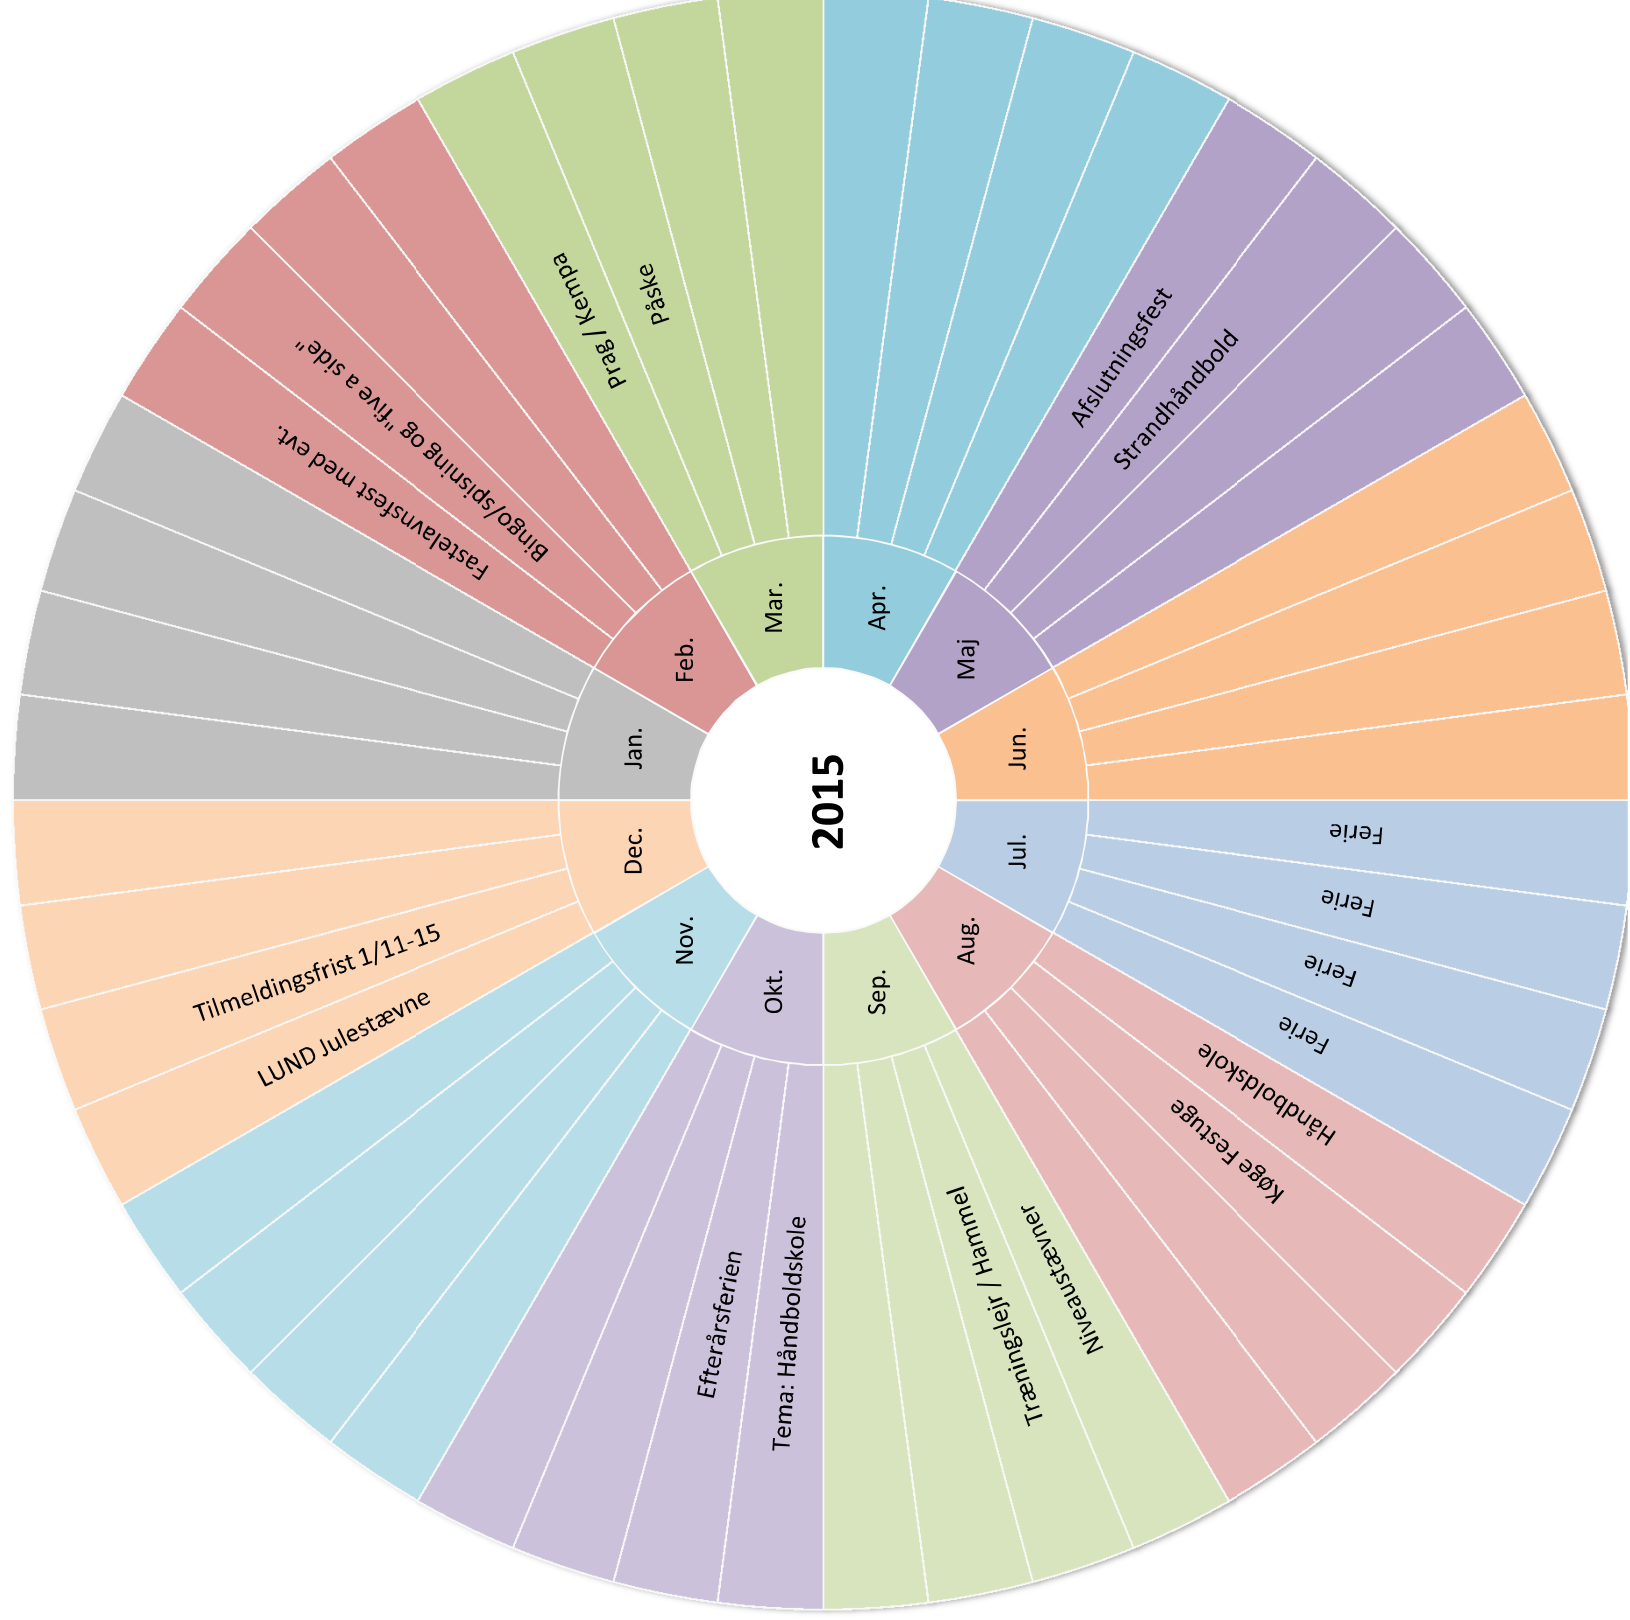 2015
Jan.
Feb.
Fastelavnsfest med evt.
Bingo/spisning og "five a side"
Mar.
Prag / Kempa
Påske
Apr.
Maj
Afslutningsfest
Strandhåndbold
Jun.
Jul.
Ferie
Ferie
Ferie
Ferie
Aug.
Håndboldskole
Køge Festuge
Sep.
Niveaustævner
Træningslejr / Hammel
Okt.
Tema: Håndboldskole
Efterårsferien
Nov.
Dec.
LUND Julestævne
Tilmeldingsfrist 1/11-15